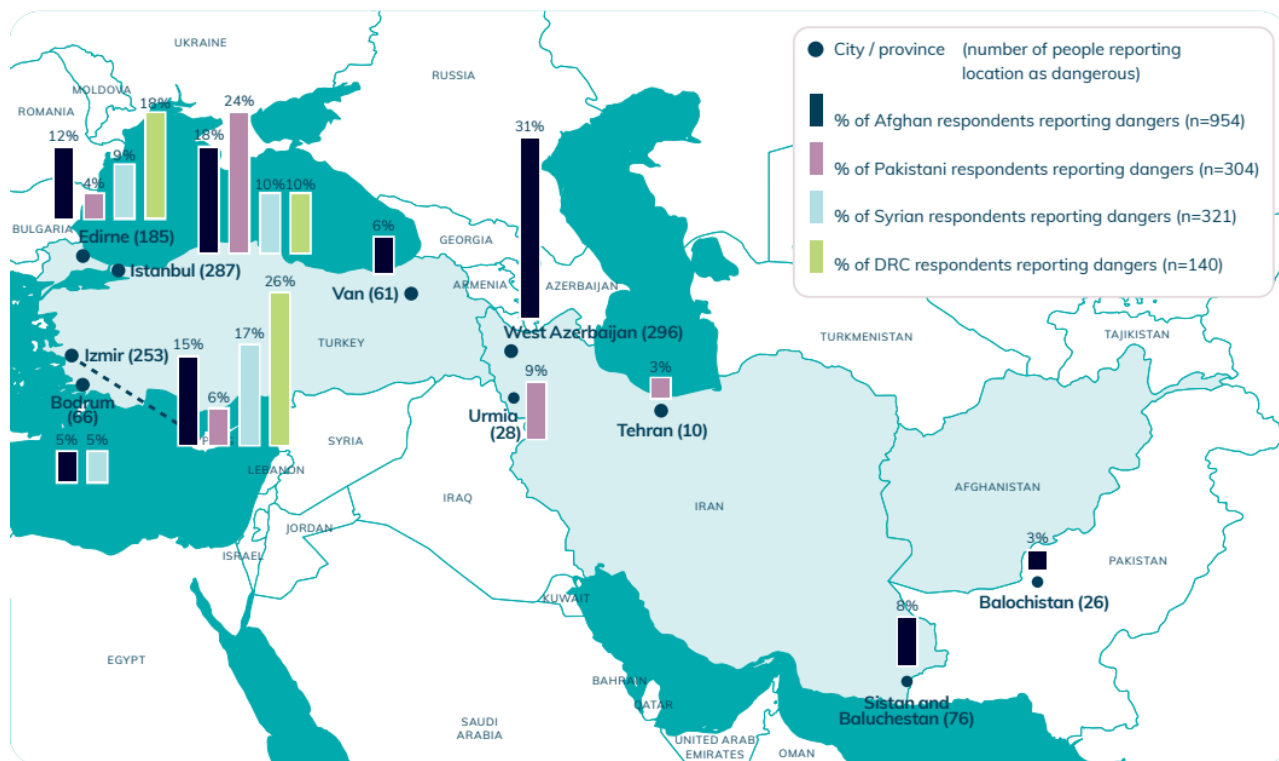 UKRAINE
RUSSIA
MOLDOVA
ROMANIA
City / province (number of people reporting
location as dangerous)
% of Afghan respondents reporting dangers (n=954)
% of Pakistani respondents reporting dangers (n=304)
% of Syrian respondents reporting dangers (n=321)
% of DRC respondents reporting dangers (n=140)
12%
4%
9%
18%
18%
24%
10%
10%
6%
31%
BULGARIA
Edirne (185)
Istanbul (287)
GEORGIA
ARMENIA
AZERBAIJAN
Van (61)
26%
West Azerbaijan (296)
TURKMENISTAN
TAJIKISTAN
TURKEY
Izmir (253)
15%
6%
17%
Bodrum
(66)
5%
5%
9%
3%
Urmia
(28)
Tehran (10)
SYRIA
LEBANON
IRAQ
IRAN
AFGHANISTAN
JORDAN
ISRAEL
3%
PAKISTAN
KUWAIT
Balochistan (26)
8%
EGYPT
BAHRAIN
QATAR
Sistan and
Baluchestan (76)
SAUDI
ARABIA
UNITED ARAB
EMIRATES
OMAN